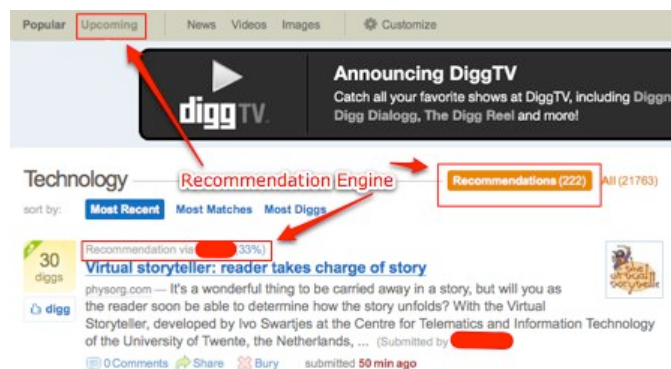 Popular Upcoming News Videos Images Customize
digg TV.
Announcing DiggTV
Catch all your favorite shows at DiggTV, including Diggn
Digg Dialogg, The Digg Reel and more!
Technology Recommendation Engine Recommendations (222) All (21763)
sort by: Most Recent Most Matches Most Diggs
30
diggs
digg
Recommendation via (33%)
Virtual storyteller: reader takes charge of story
physorg.com — It's a wonderful thing to be carried away in a story, but will you as
the reader soon be able to determine how the story unfolds? With the Virtual
Storyteller, developed by Ivo Swartjes at the Centre for Telematics and Information Technology
of the University of Twente, the Netherlands, ... (Submitted by
0 Comments Share Bury submitted 50 min ago
the virtual storyteller